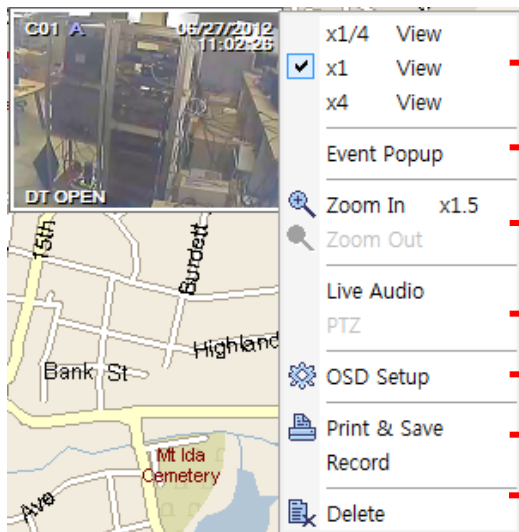 C01 A 06/27/2012
11:02:26
DT OPEN
x1/4 View
x1 View
x4 View
Event Popup
Zoom In x1.5
Zoom Out
Live Audio
PTZ
OSD Setup
Print & Save
Record
Delete
15th
Burdett
Highland
Bank St
Mt Ida
Cemetery
Ave